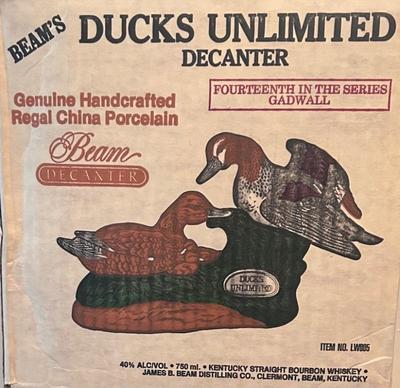 BEAM'S
DUCKS UNLIMITED
DECANTER
FOURTEENTH IN THE SERIES
GADWALL
Genuine Handcrafted
Regal China Porcelain
Beam
DECANTER
DUCKS
UNLIMITED
ITEM NO. LW805
40% ALC/VOL • 750 ml. • KENTUCKY STRAIGHT BOURBON WHISKEY •
JAMES B. BEAM DISTILLING CO., CLERMONT, BEAM, KENTUCKY